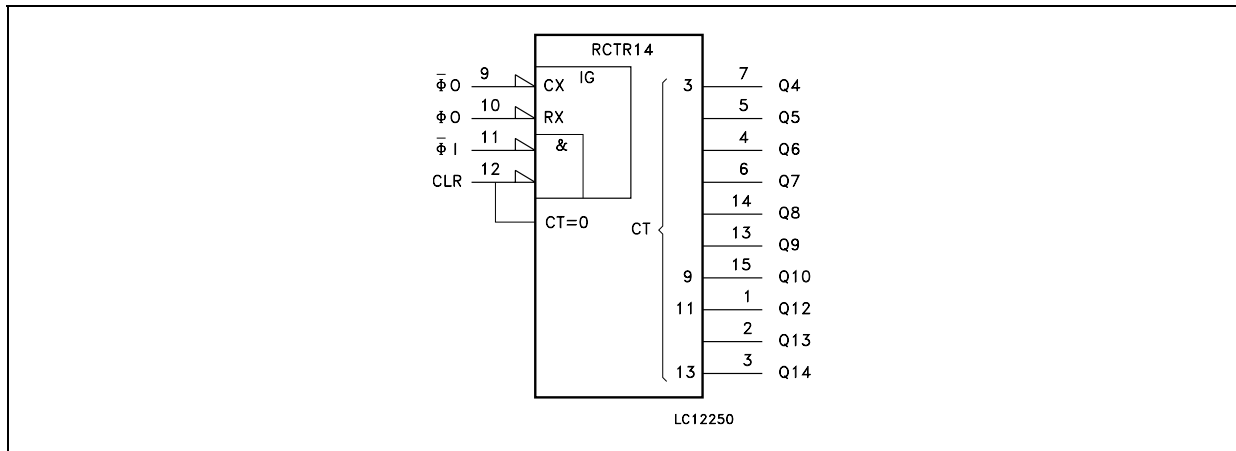 RCTR14
IG
Φ̅O 9 CX 3 7 Q4
ΦO 10 RX 5 Q5
Φ̅I 11 & 4 Q6
CLR 12 6 Q7
14 Q8
CT=0 CT
13 Q9
9 15 Q10
11 1 Q12
2 Q13
13 3 Q14
LC12250